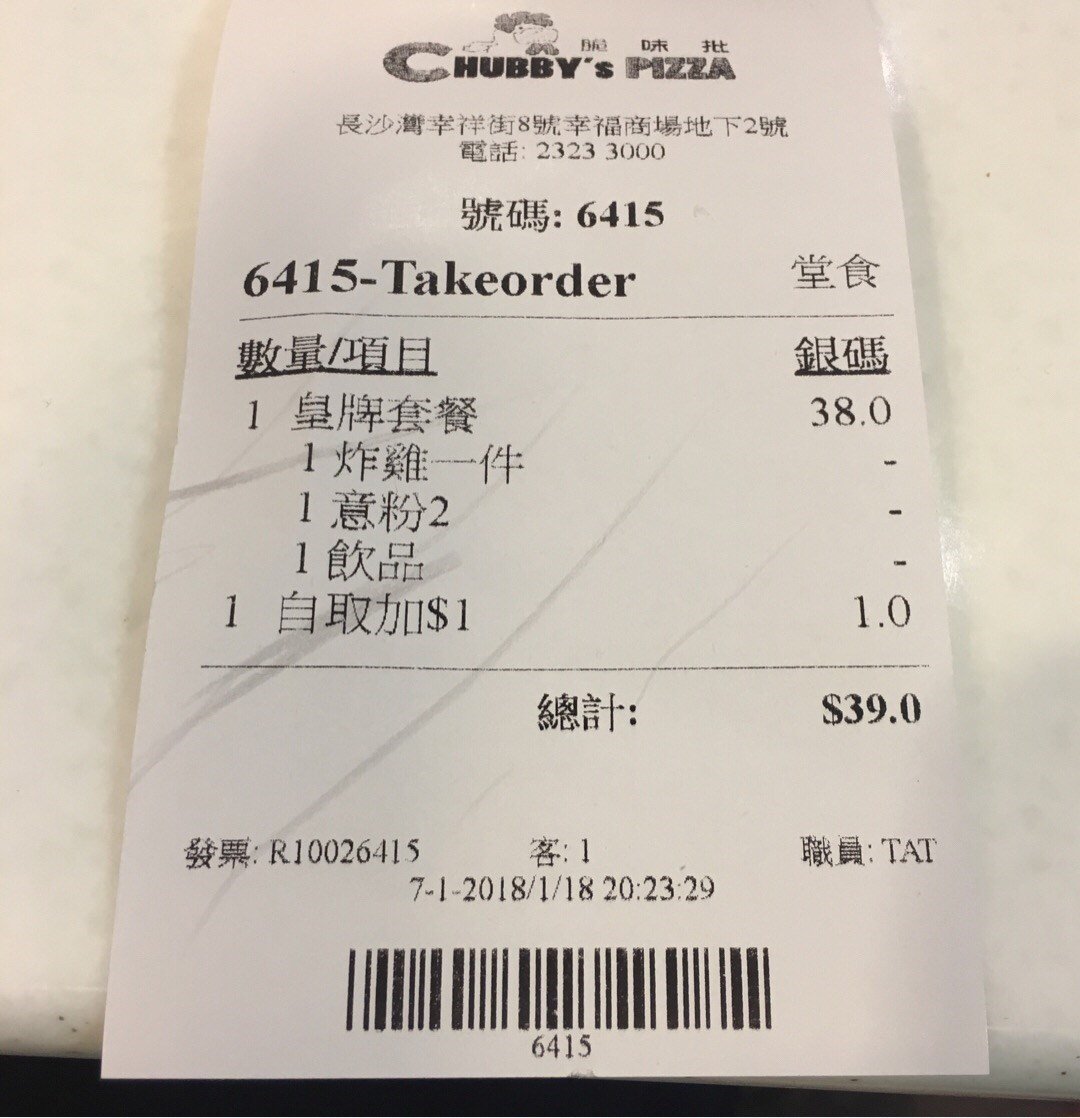 脆味批
CHUBBY's PIZZA
長沙灣幸祥街8號幸福商場地下2號
電話: 2323 3000
號碼: 6415
6415-Takeorder 堂食
數量/項目 銀碼
1 皇牌套餐 38.0
1 炸雞一件 -
1 意粉2 -
1 飲品 -
1 自取加$1 1.0
總計: $39.0
發票: R10026415 客: 1 職員: TAT
7-1-2018/1/18 20:23:29
6415